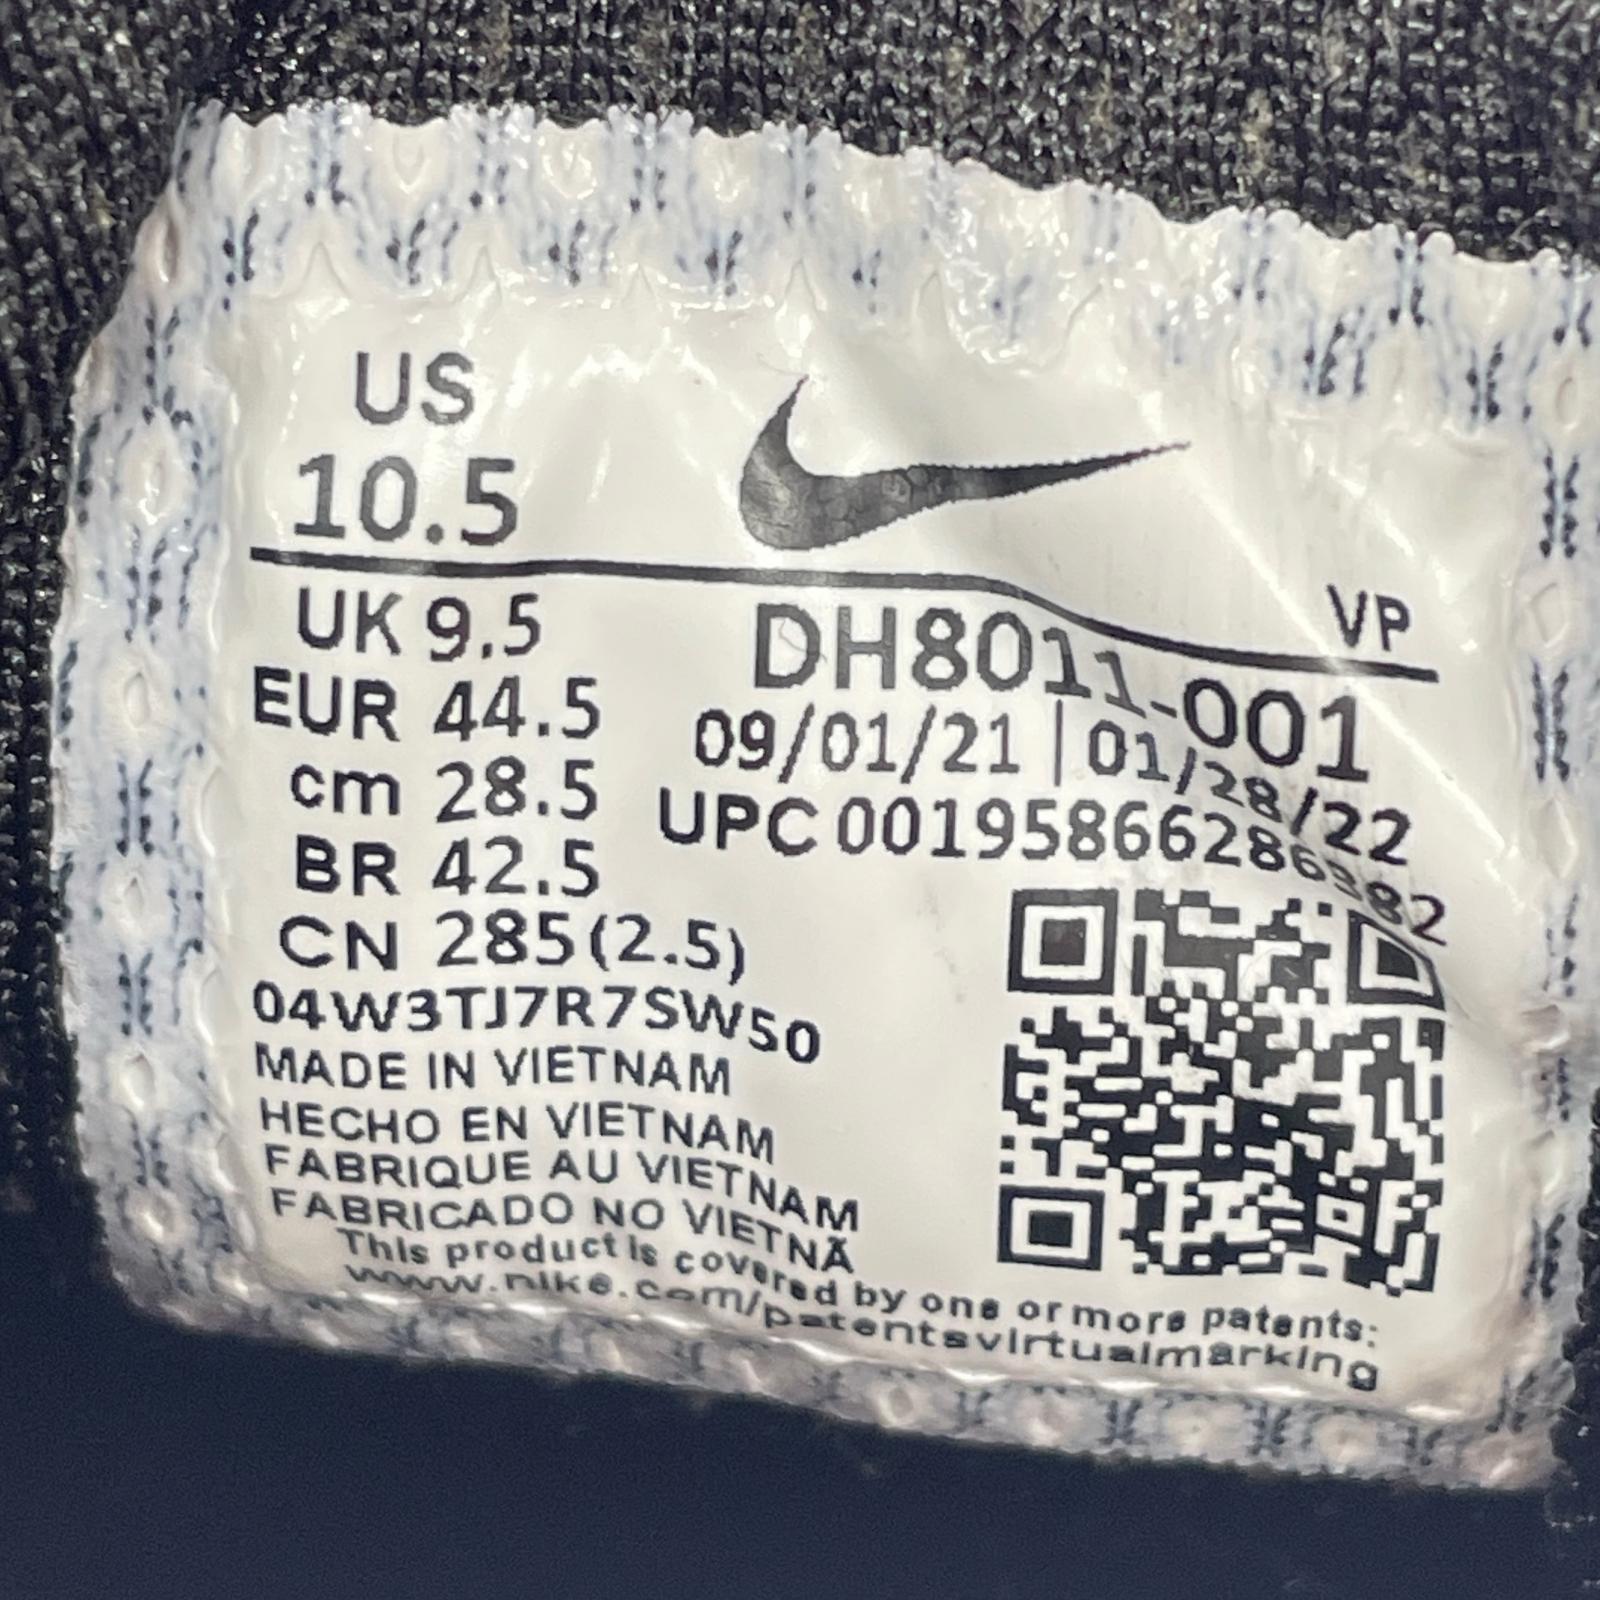 US
10.5
VP
UK 9.5
EUR 44.5
cm 28.5
BR 42.5
CN 285(2.5)
DH8011-001
09/01/21 | 01/28/22
UPC
04W3TJ7R7SW50
MADE IN VIETNAM
HECHO EN VIETNAM
FABRIQUE AU VIETNAM
FABRICADO NO VIETNÃ
This product is covered by one or more patents:
www.nike.com/patentsvirtualmarking